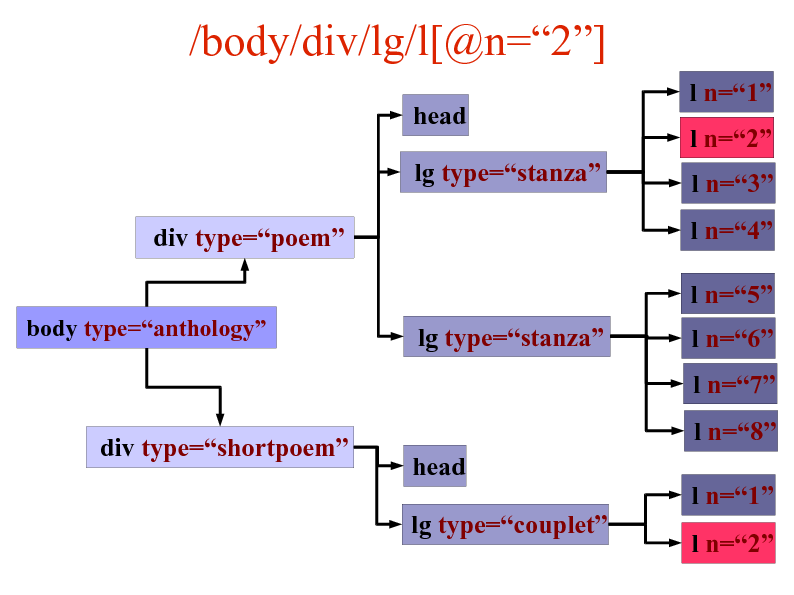 /body/div/lg/l[@n=“2”]
head
lg type=“stanza”
l n=“1”
l n=“2”
l n=“3”
l n=“4”
div type=“poem”
body type=“anthology”
lg type=“stanza”
l n=“5”
l n=“6”
l n=“7”
l n=“8”
div type=“shortpoem”
head
lg type=“couplet”
l n=“1”
l n=“2”